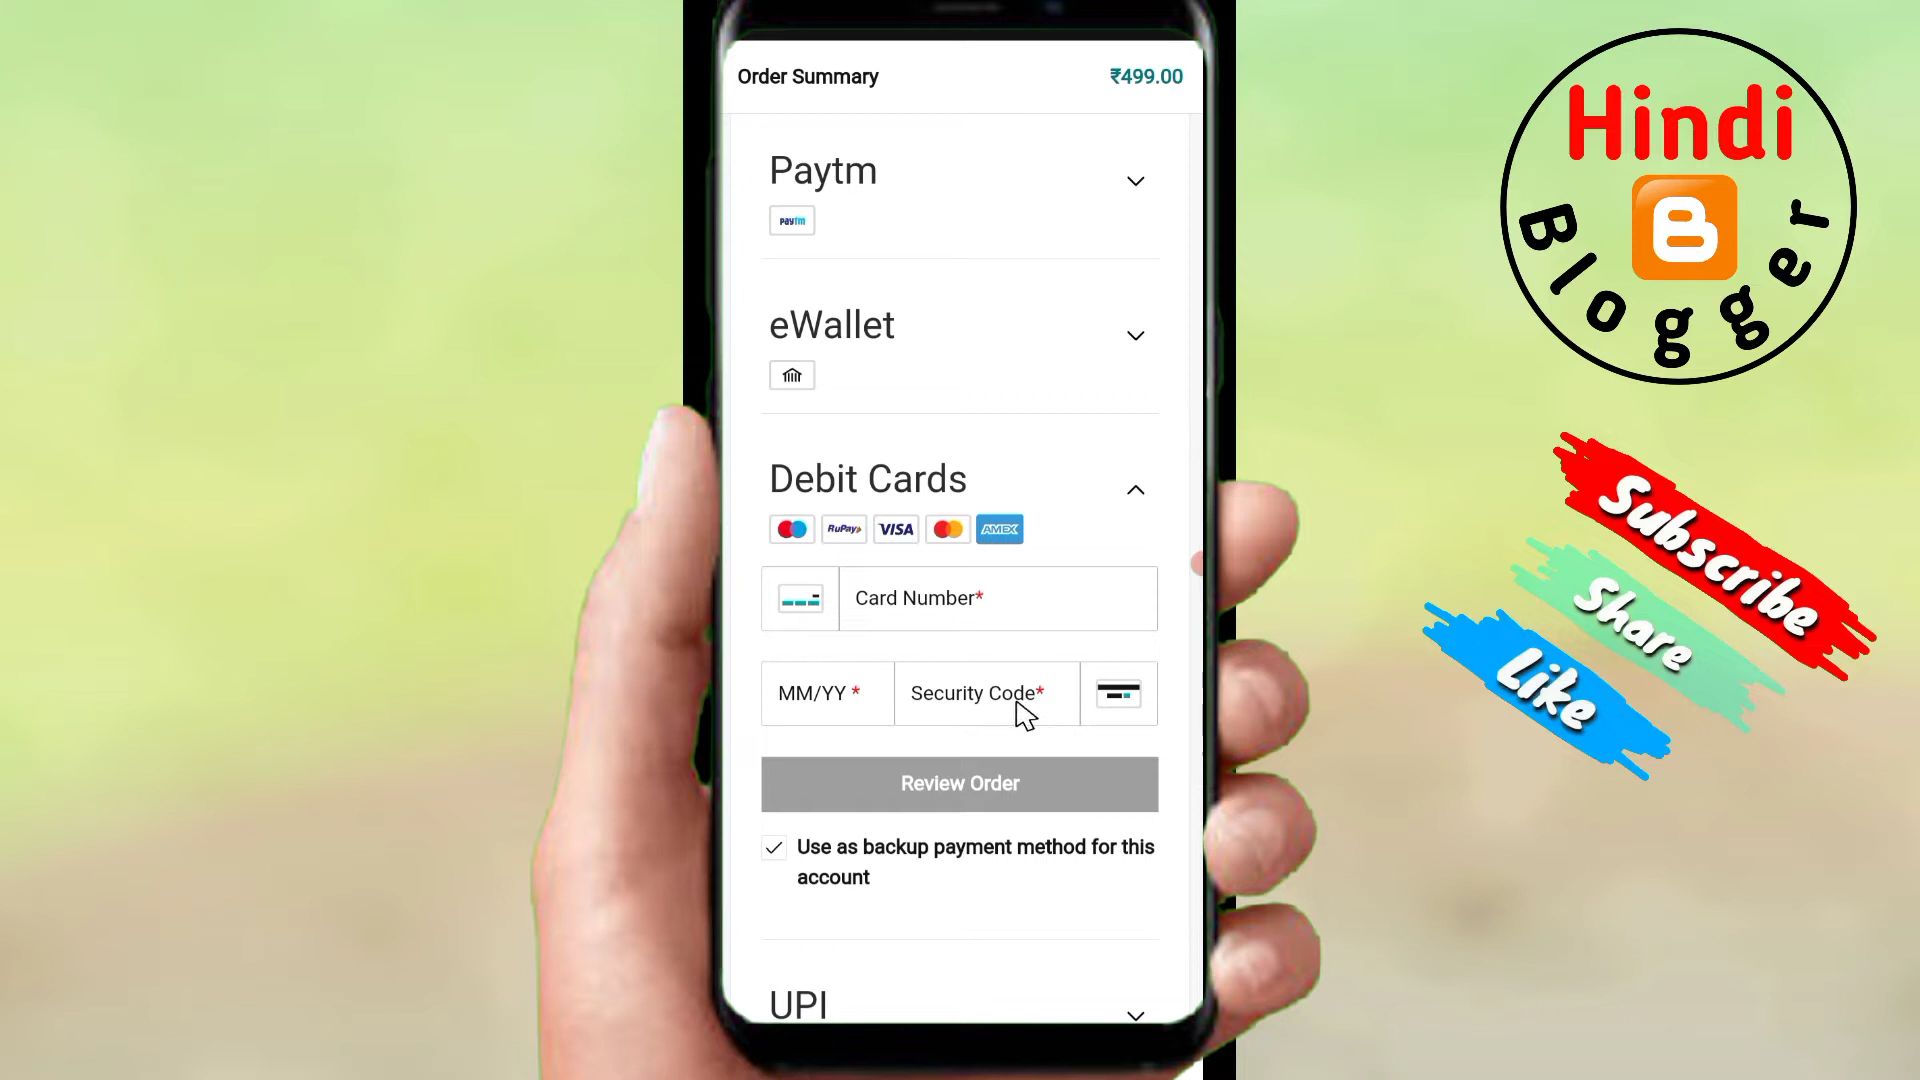 Order Summary
₹499.00
Paytm
paytm
eWallet
Debit Cards
RuPay
VISA
AMEX
Card Number*
MM/YY *
Security Code*
Review Order
Use as backup payment method for this
account
UPI
Hindi
B
Blogger
Subscribe
Share
Like